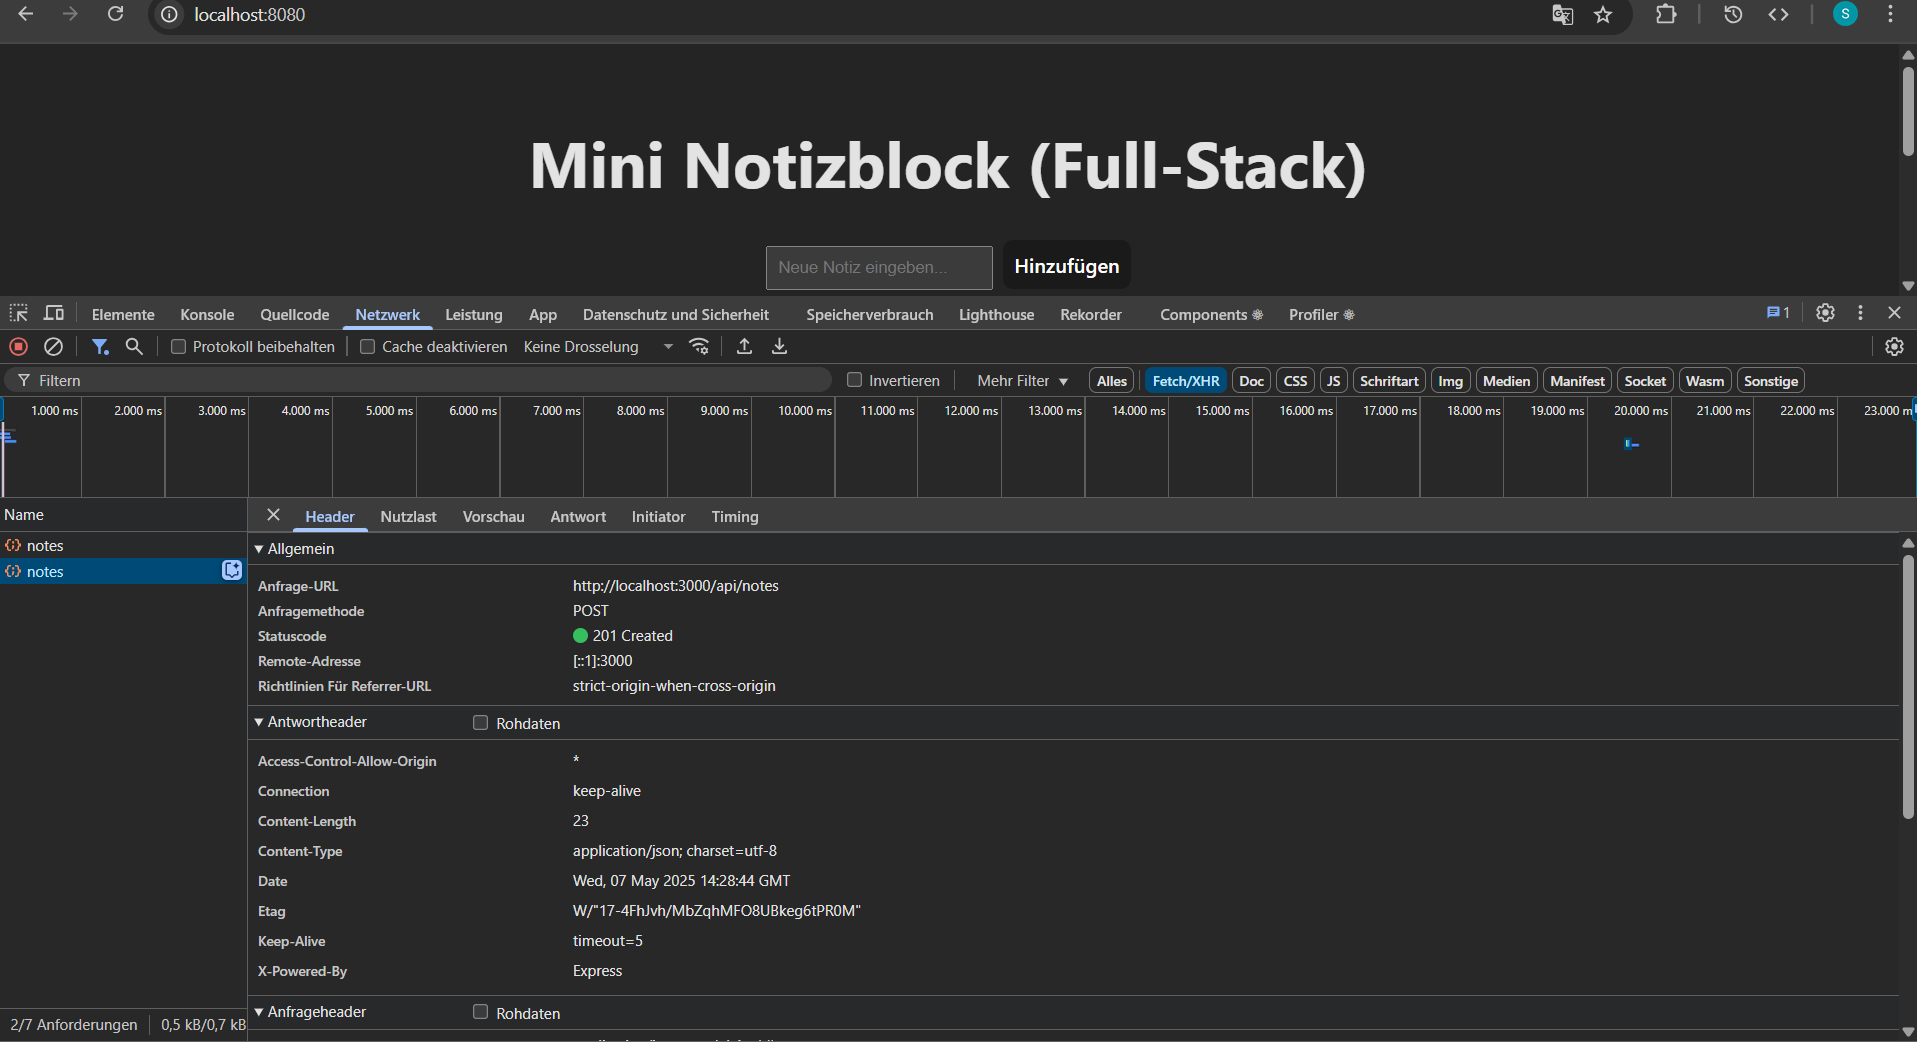 localhost:8080
S
Mini Notizblock (Full-Stack)
Neue Notiz eingeben...
Hinzufügen
Elemente Konsole Quellcode Netzwerk Leistung App Datenschutz und Sicherheit Speicherverbrauch Lighthouse Rekorder Components Profiler 1
Protokoll beibehalten Cache deaktivieren Keine Drosselung
Filtern Invertieren Mehr Filter Alles Fetch/XHR Doc CSS JS Schriftart Img Medien Manifest Socket Wasm Sonstige
1.000 ms 2.000 ms 3.000 ms 4.000 ms 5.000 ms 6.000 ms 7.000 ms 8.000 ms 9.000 ms 10.000 ms 11.000 ms 12.000 ms 13.000 ms 14.000 ms 15.000 ms 16.000 ms 17.000 ms 18.000 ms 19.000 ms 20.000 ms 21.000 ms 22.000 ms 23.000 m
Name
notes
notes
Header Nutzlast Vorschau Antwort Initiator Timing
Allgemein
Anfrage-URL http://localhost:3000/api/notes
Anfragemethode POST
Statuscode 201 Created
Remote-Adresse [::1]:3000
Richtlinien Für Referrer-URL strict-origin-when-cross-origin
Antwortheader Rohdaten
Access-Control-Allow-Origin *
Connection keep-alive
Content-Length 23
Content-Type application/json; charset=utf-8
Date Wed, 07 May 2025 14:28:44 GMT
Etag W/"17-4FhJvh/MbZqhMFO8UBkeg6tPR0M"
Keep-Alive timeout=5
X-Powered-By Express
Anfrageheader Rohdaten
2/7 Anforderungen 0,5 kB/0,7 kB